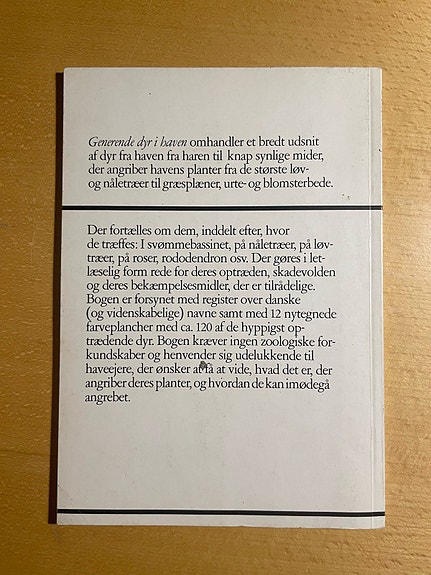 Generende dyr i haven omhandler et bredt udsnit
af dyr fra haven fra haren til knap synlige mider,
der angriber havens planter fra de største løv-
og nåletræer til græsplæner, urte- og blomsterbede.
Der fortælles om dem, inddelt efter, hvor
de træffes: I svømmebassinet, på nåletræer, på løv-
træer, på roser, rododendron osv. Der gøres i let-
læselig form rede for deres optræden, skadevolden
og deres bekæmpelsesmidler, der er tilrådelige.
Bogen er forsynet med register over danske
(og videnskabelige) navne samt med 12 nytegnede
farveplancher med ca. 120 af de hyppigst op-
trædende dyr. Bogen kræver ingen zoologiske for-
kundskaber og henvender sig udelukkende til
haveejere, der ønsker at få at vide, hvad det er, der
angriber deres planter, og hvordan de kan imødegå
angrebet.